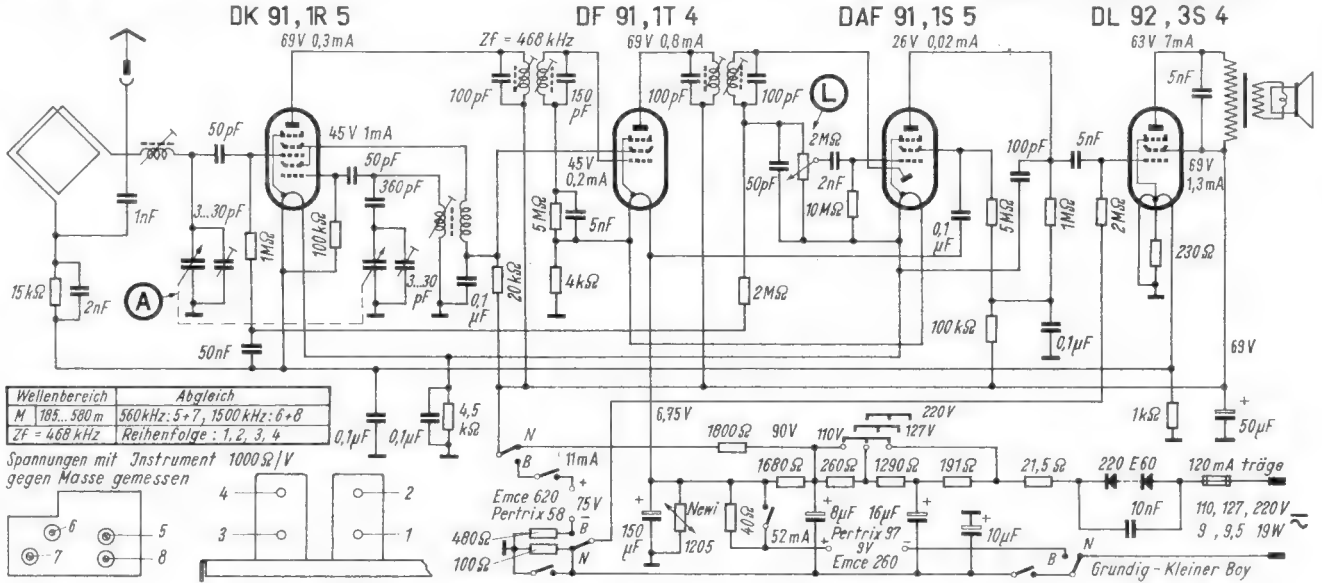 DK 91, 1R 5
DF 91, 1T 4
DAF 91, 1S 5
DL 92, 3S 4
69V 0,3mA
Zf = 468 kHz
69V 0,8mA
26V 0,02mA
63V 7mA
5nF
100pF
150 pF
100pF
100pF
L
2MΩ
50pF
45V 1mA
50pF
360pF
45V 0,2mA
50pF
2nF
10MΩ
100pF
5nF
69V 1,3mA
1nF
3...30pF
1MΩ
100kΩ
5MΩ
5nF
0,1 µF
5MΩ
1MΩ
2MΩ
230Ω
15kΩ
2nF
A
3...30 pF
0,1 µF
20kΩ
4kΩ
2MΩ
100kΩ
0,1µF
69V
50nF
Wellenbereich
Abgleich
M
185...580m
560kHz: 5+7, 1500kHz: 6+8
Zf = 468 kHz
Reihenfolge: 1, 2, 3, 4
0,1µF
0,1µF
4,5 kΩ
6,75V
220V
110V
127V
1kΩ
50µF
Spannungen mit Instrument 1000Ω/V
gegen Masse gemessen
N
B
11mA
1800Ω
90V
1680Ω
260Ω
1290Ω
191Ω
21,5Ω
220 E60
120mA träge
4
2
3
1
6
5
7
8
Emce 620
Pertrix 58
75V
B
N
480Ω
100Ω
150 µF
Newi
1205
40Ω
52mA
8µF
16µF
Pertrix 97
9V
Emce 260
10µF
10nF
110, 127, 220V
9, 9,5 19W
N
B
Grundig-Kleiner Boy